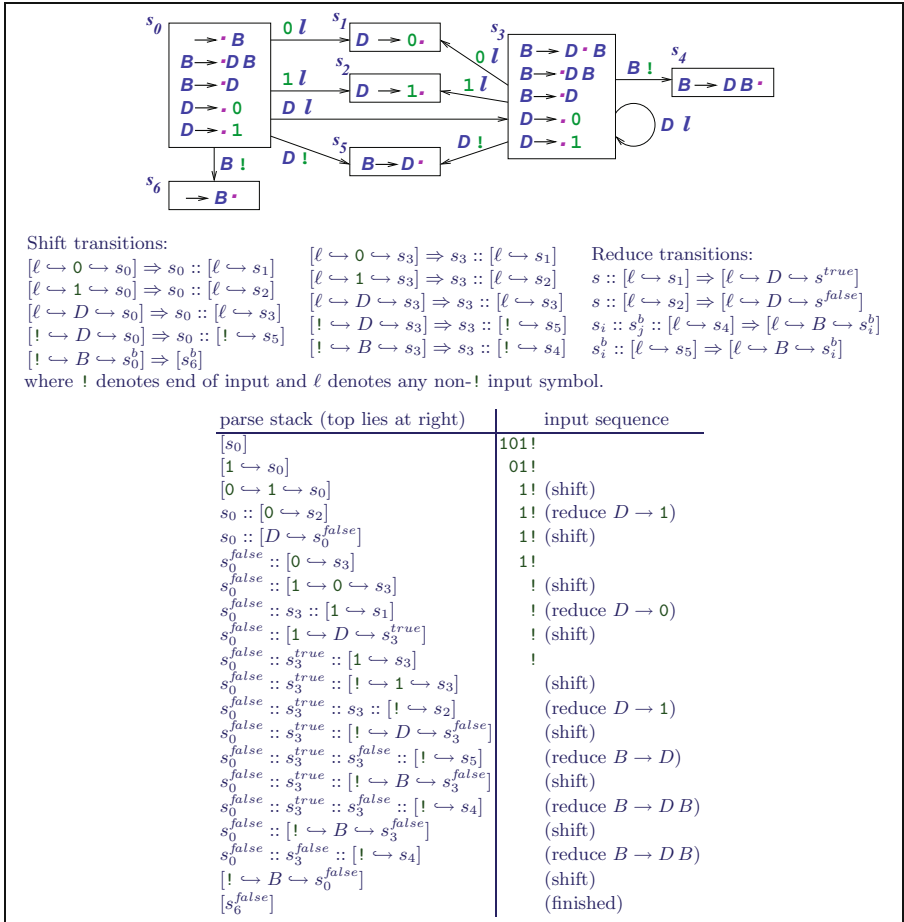 s0
→ · B
B → · D B
B → · D
D → . 0
D → . 1
0 l
1 l
D l
D !
B !
s1
D → 0 .
s2
D → 1 .
s5
B → D ·
s6
→ B ·
s3
B → D · B
B → · D B
B → · D
D → . 0
D → . 1
0 l
1 l
D !
B !
s4
B → D B ·
D l
Shift transitions:
[ℓ ↪ 0 ↪ s0] ⇒ s0 :: [ℓ ↪ s1]
[ℓ ↪ 1 ↪ s0] ⇒ s0 :: [ℓ ↪ s2]
[ℓ ↪ D ↪ s0] ⇒ s0 :: [ℓ ↪ s3]
[! ↪ D ↪ s0] ⇒ s0 :: [! ↪ s5]
[! ↪ B ↪ s0^b] ⇒ [s6^b]
[ℓ ↪ 0 ↪ s3] ⇒ s3 :: [ℓ ↪ s1]
[ℓ ↪ 1 ↪ s3] ⇒ s3 :: [ℓ ↪ s2]
[ℓ ↪ D ↪ s3] ⇒ s3 :: [ℓ ↪ s3]
[! ↪ D ↪ s3] ⇒ s3 :: [! ↪ s5]
[! ↪ B ↪ s3] ⇒ s3 :: [! ↪ s4]
Reduce transitions:
s :: [ℓ ↪ s1] ⇒ [ℓ ↪ D ↪ s^true]
s :: [ℓ ↪ s2] ⇒ [ℓ ↪ D ↪ s^false]
si :: sj^b :: [ℓ ↪ s4] ⇒ [ℓ ↪ B ↪ si^b]
si^b :: [ℓ ↪ s5] ⇒ [ℓ ↪ B ↪ si^b]
where ! denotes end of input and ℓ denotes any non-! input symbol.
parse stack (top lies at right) input sequence
[s0] 101!
[1 ↪ s0] 01!
[0 ↪ 1 ↪ s0] 1! (shift)
s0 :: [0 ↪ s2] 1! (reduce D → 1)
s0 :: [D ↪ s0^false] 1! (shift)
s0^false :: [0 ↪ s3] 1!
s0^false :: [1 ↪ 0 ↪ s3] ! (shift)
s0^false :: s3 :: [1 ↪ s1] ! (reduce D → 0)
s0^false :: [1 ↪ D ↪ s3^true] ! (shift)
s0^false :: s3^true :: [1 ↪ s3] !
s0^false :: s3^true :: [! ↪ 1 ↪ s3] (shift)
s0^false :: s3^true :: s3 :: [! ↪ s2] (reduce D → 1)
s0^false :: s3^true :: [! ↪ D ↪ s3^false] (shift)
s0^false :: s3^true :: s3^false :: [! ↪ s5] (reduce B → D)
s0^false :: s3^true :: [! ↪ B ↪ s3^false] (shift)
s0^false :: s3^true :: s3^false :: [! ↪ s4] (reduce B → D B)
s0^false :: [! ↪ B ↪ s3^false] (shift)
s0^false :: s3^false :: [! ↪ s4] (reduce B → D B)
[! ↪ B ↪ s0^false] (shift)
[s6^false] (finished)